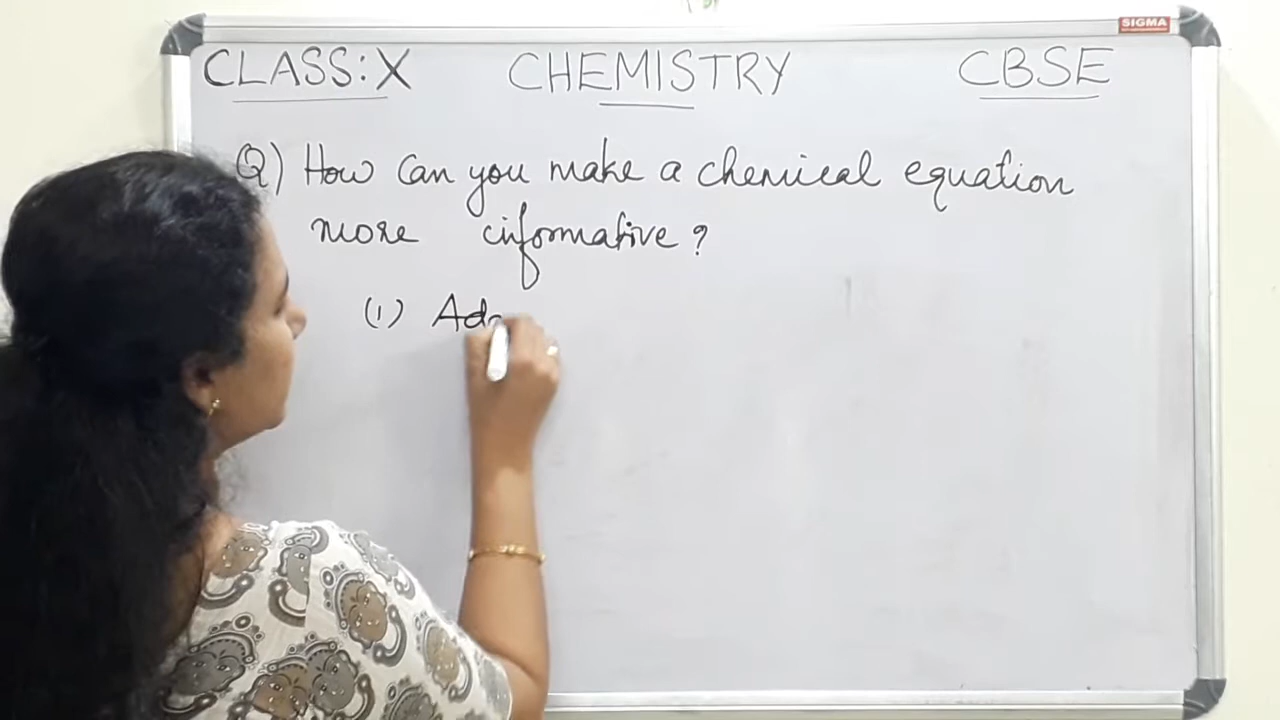 SIGMA
CLASS: X CHEMISTRY CBSE
Q) How can you make a chemical equation
more informative?
(1) Ad